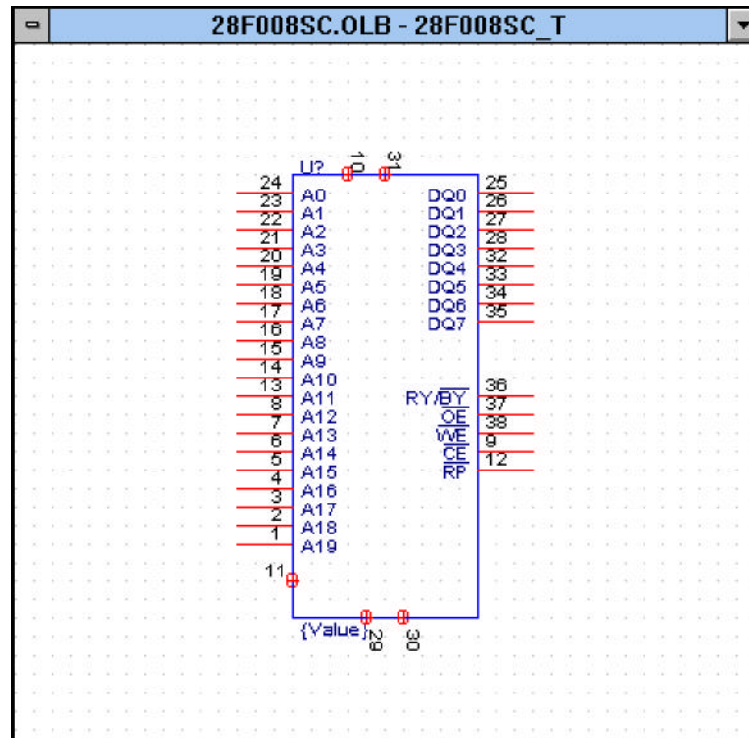 28F008SC.OLB - 28F008SC_T
U? 10 31
24 A0 DQ0 25
23 A1 DQ1 26
22 A2 DQ2 27
21 A3 DQ3 28
20 A4 DQ4 32
19 A5 DQ5 33
18 A6 DQ6 34
17 A7 DQ7 35
16 A8
15 A9
14 A10
13 A11 RY/BY 36
8 A12 OE 37
7 A13 WE 38
6 A14 CE 9
5 A15 RP 12
4 A16
3 A17
2 A18
1 A19
11
{Value} 29 30